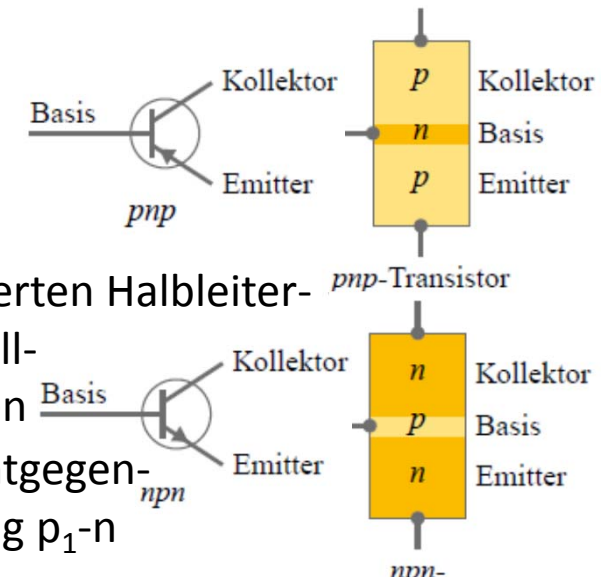 Kollektor
Basis
Emitter
pnp
p
n
p
Kollektor
Basis
Emitter
pnp-Transistor
erten Halbleiter-
ll-
n
tgegen-
g p₁-n
Kollektor
Basis
Emitter
npn
n
p
n
Kollektor
Basis
Emitter
npn-